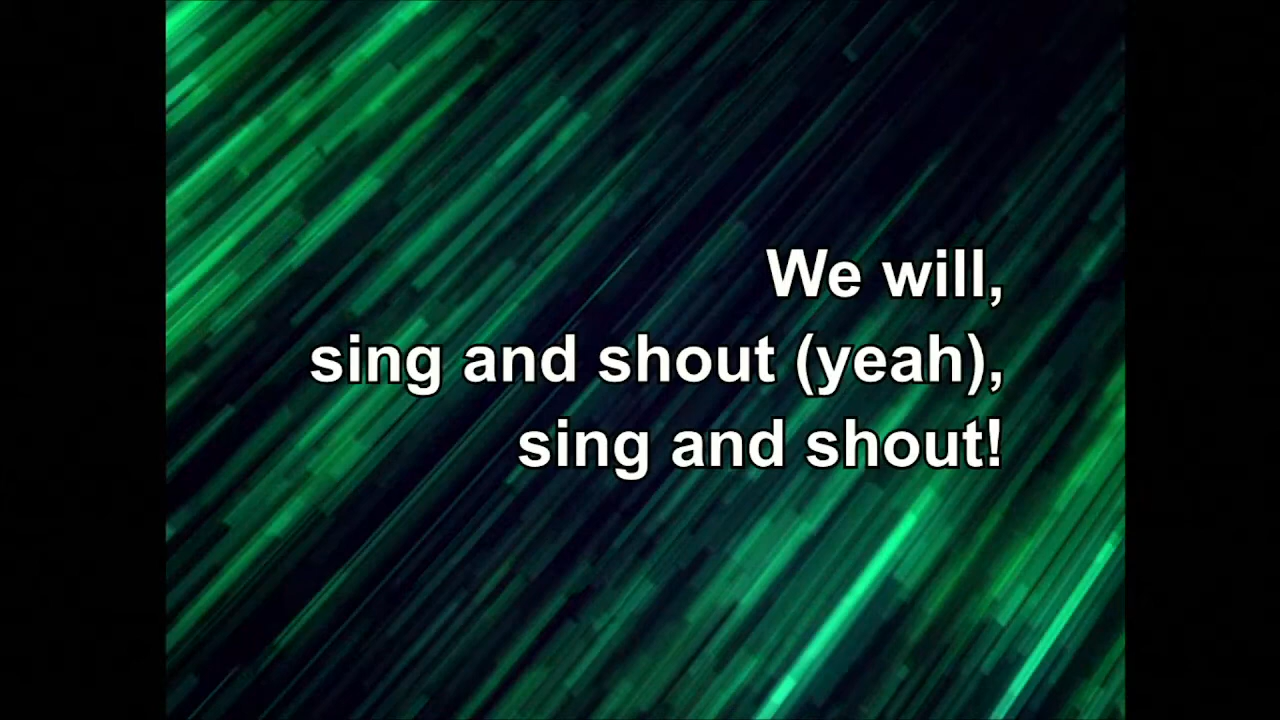 We will,
sing and shout (yeah),
sing and shout!